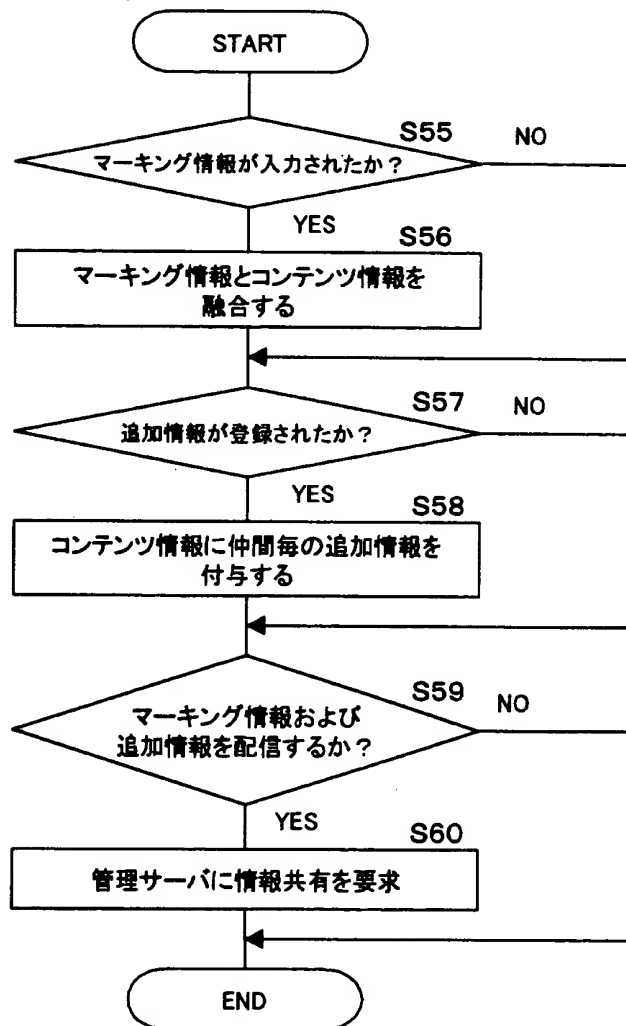 START
S55
NO
マーキング情報が入力されたか？
YES
S56
マーキング情報とコンテンツ情報を
融合する
S57
NO
追加情報が登録されたか？
YES
S58
コンテンツ情報に仲間毎の追加情報を
付与する
S59
NO
マーキング情報および
追加情報を配信するか？
YES
S60
管理サーバに情報共有を要求
END